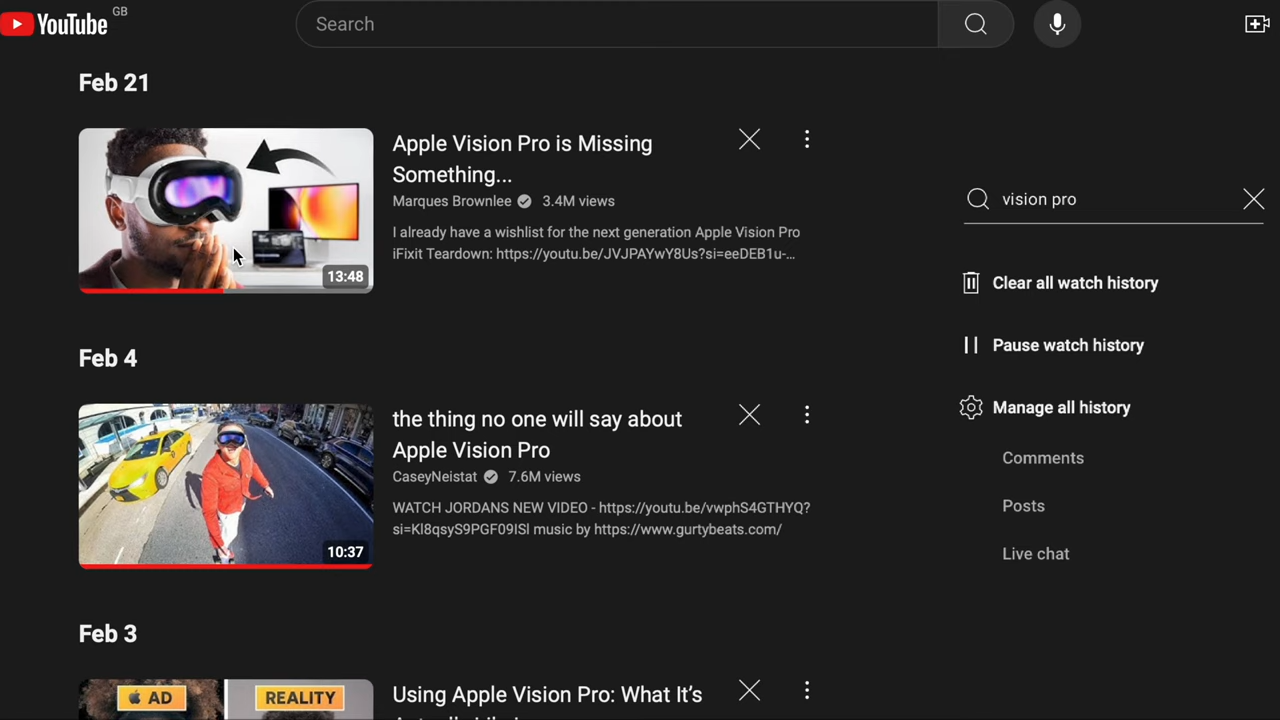 YouTube GB
Search
Feb 21
Apple Vision Pro is Missing
Something...
Marques Brownlee 3.4M views
I already have a wishlist for the next generation Apple Vision Pro
iFixit Teardown: https://youtu.be/JVJPAYwY8Us?si=eeDEB1u-...
13:48
vision pro
Clear all watch history
Pause watch history
Manage all history
Comments
Posts
Live chat
Feb 4
the thing no one will say about
Apple Vision Pro
CaseyNeistat 7.6M views
WATCH JORDANS NEW VIDEO - https://youtu.be/vwphS4GTHYQ?
si=Kl8qsyS9PGF09ISl music by https://www.gurtybeats.com/
10:37
Feb 3
AD
REALITY
Using Apple Vision Pro: What It's